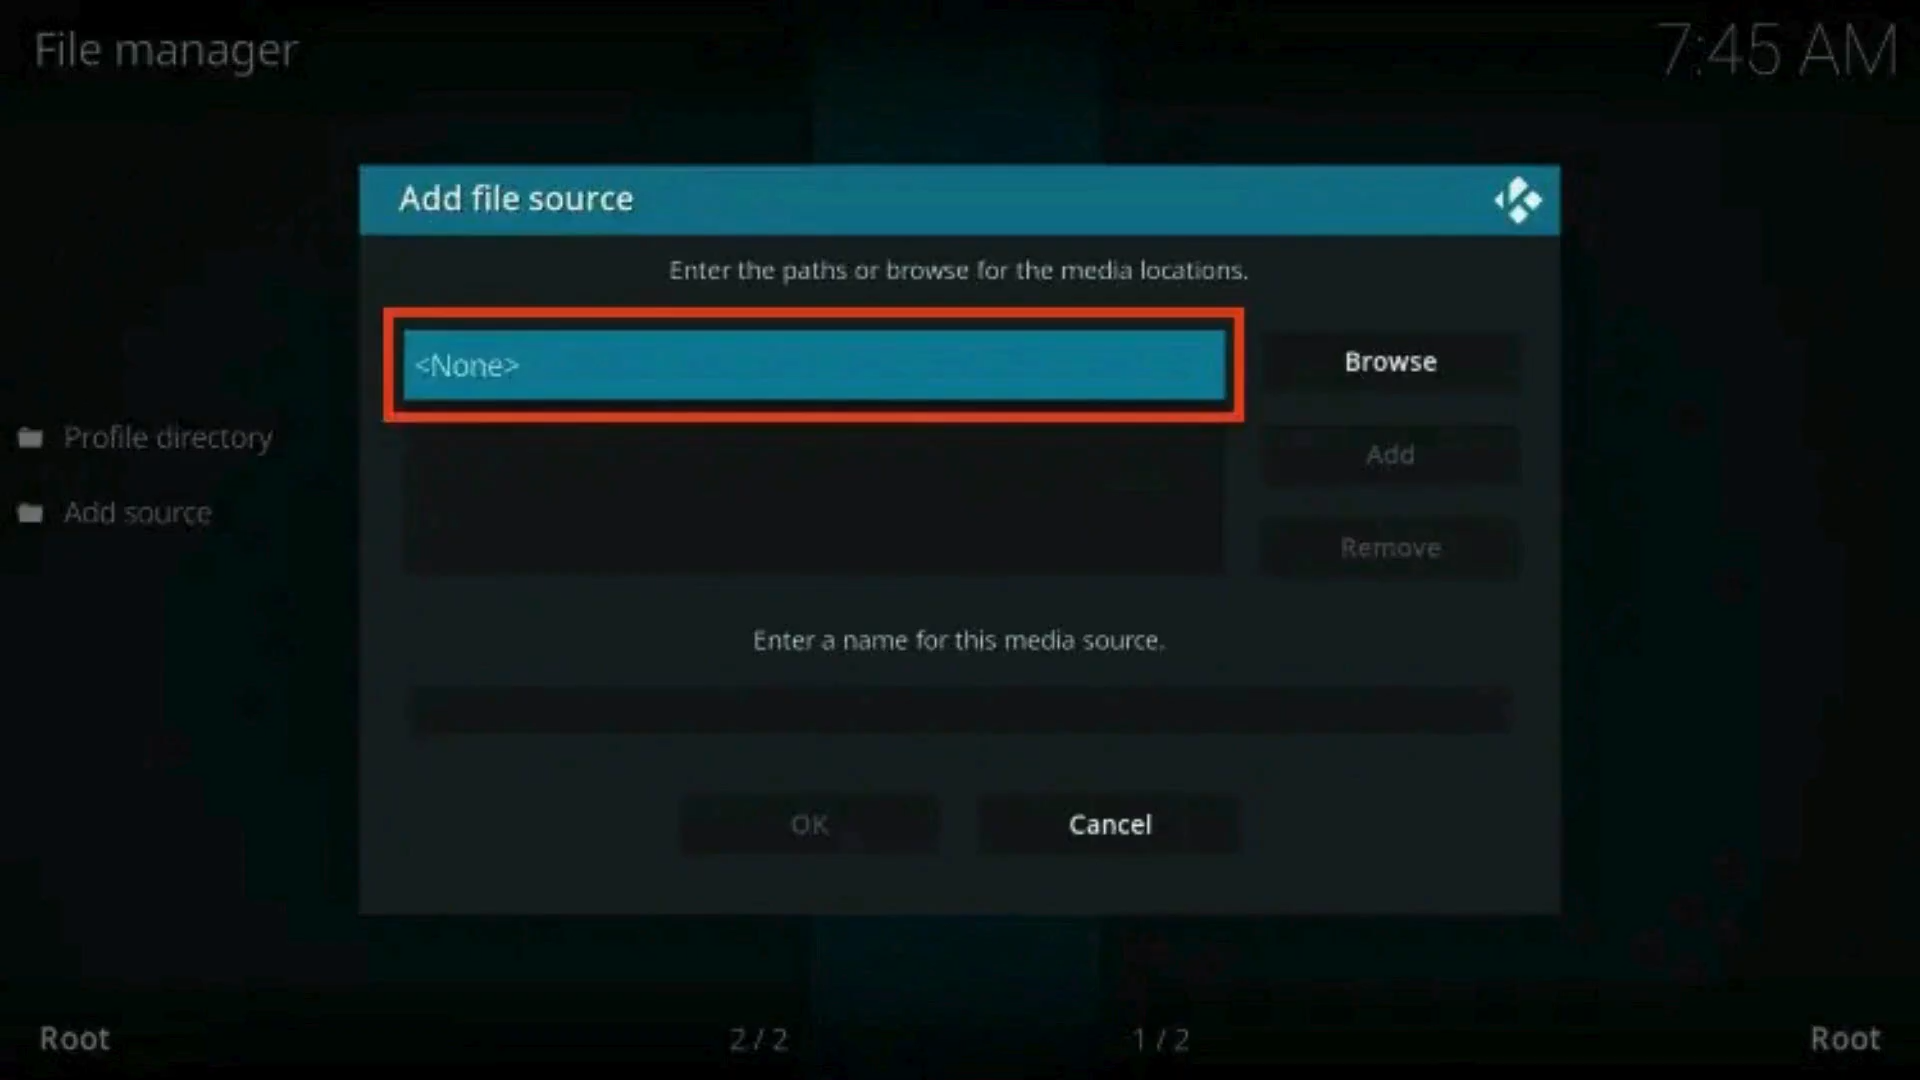 File manager
7:45 AM
Add file source
Enter the paths or browse for the media locations.
<None>
Browse
Profile directory
Add
Add source
Remove
Enter a name for this media source.
OK
Cancel
Root
2 / 2
1 / 2
Root